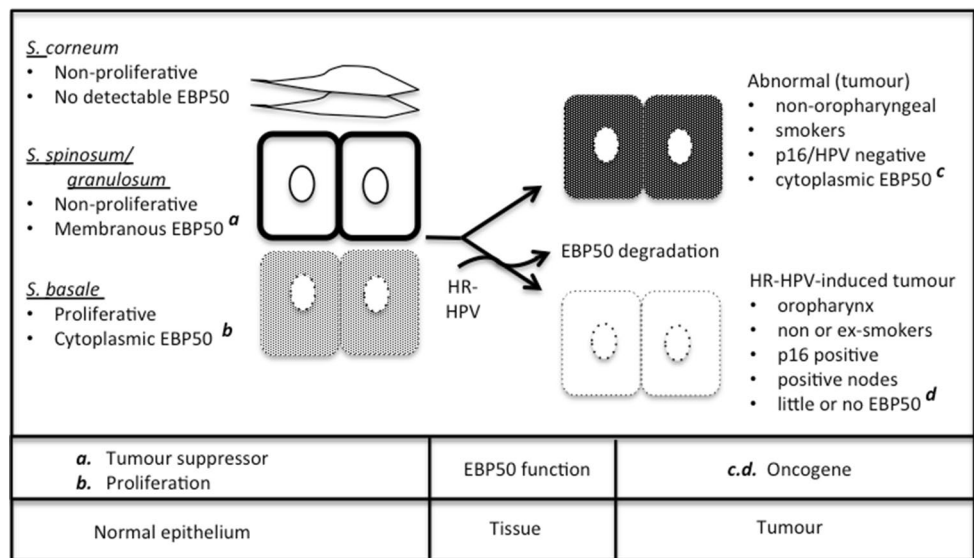 S. corneum
• Non-proliferative
• No detectable EBP50
S. spinosum/
granulosum
• Non-proliferative
• Membranous EBP50 a
S. basale
• Proliferative
• Cytoplasmic EBP50 b
HR-
HPV
Abnormal (tumour)
• non-oropharyngeal
• smokers
• p16/HPV negative
• cytoplasmic EBP50 c
EBP50 degradation
HR-HPV-induced tumour
• oropharynx
• non or ex-smokers
• p16 positive
• positive nodes
• little or no EBP50 d
a. Tumour suppressor
b. Proliferation
EBP50 function
c.d. Oncogene
Normal epithelium
Tissue
Tumour